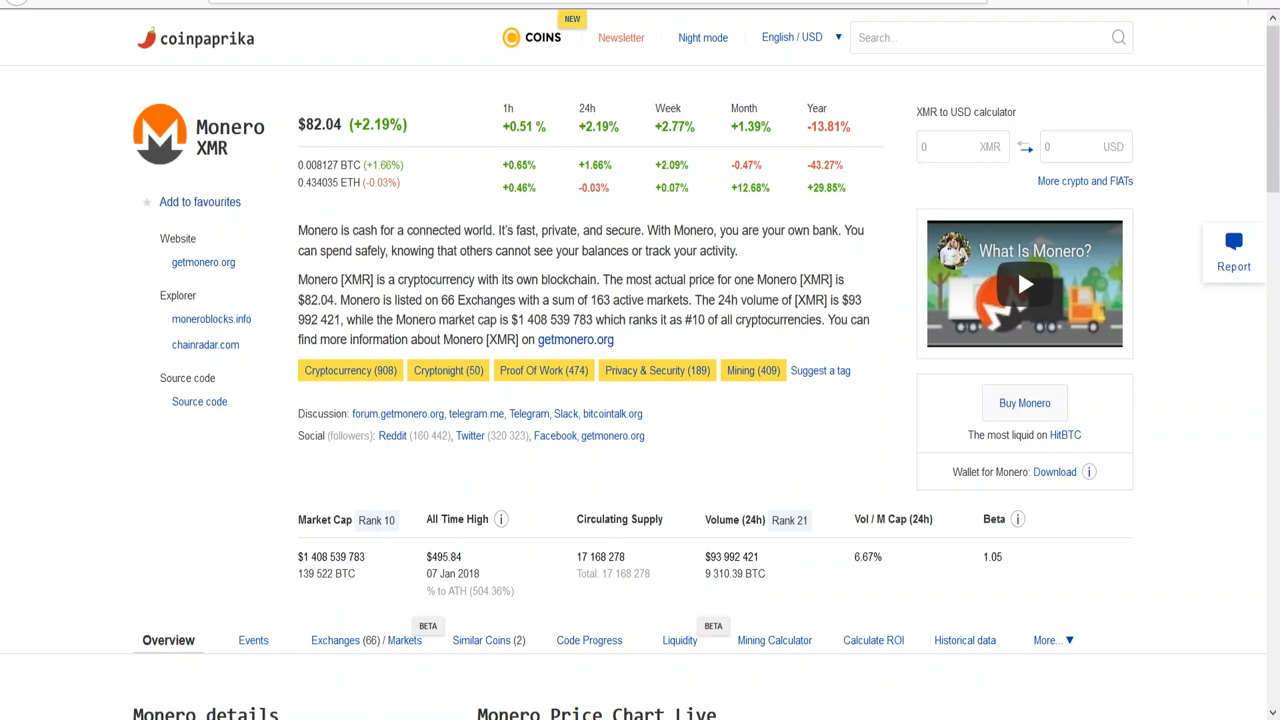 coinpaprika
NEW
COINS
Newsletter
Night mode
English / USD ▼
Search...
Monero
XMR
$82.04 (+2.19%)
0.008127 BTC (+1.66%)
0.434035 ETH (-0.03%)
1h 24h Week Month Year
+0.51 % +2.19% +2.77% +1.39% -13.81%
+0.65% +1.66% +2.09% -0.47% -43.27%
+0.46% -0.03% +0.07% +12.68% +29.85%
XMR to USD calculator
0 XMR 0 USD
More crypto and FIATs
Add to favourites
Website
getmonero.org
Explorer
moneroblocks.info
chainradar.com
Source code
Source code
Monero is cash for a connected world. It's fast, private, and secure. With Monero, you are your own bank. You
can spend safely, knowing that others cannot see your balances or track your activity.
Monero [XMR] is a cryptocurrency with its own blockchain. The most actual price for one Monero [XMR] is
$82.04. Monero is listed on 66 Exchanges with a sum of 163 active markets. The 24h volume of [XMR] is $93
992 421, while the Monero market cap is $1 408 539 783 which ranks it as #10 of all cryptocurrencies. You can
find more information about Monero [XMR] on getmonero.org
Cryptocurrency (908) Cryptonight (50) Proof Of Work (474) Privacy & Security (189) Mining (409) Suggest a tag
Discussion: forum.getmonero.org, telegram.me, Telegram, Slack, bitcointalk.org
Social (followers): Reddit (160 442), Twitter (320 323), Facebook, getmonero.org
What Is Monero?
Report
Buy Monero
The most liquid on HitBTC
Wallet for Monero: Download i
Market Cap Rank 10 All Time High i Circulating Supply Volume (24h) Rank 21 Vol / M Cap (24h) Beta i
$1 408 539 783 $495.84 17 168 278 $93 992 421 6.67% 1.05
139 522 BTC 07 Jan 2018 Total: 17 168 278 9 310.39 BTC
% to ATH (504.36%)
BETA BETA
Overview Events Exchanges (66) / Markets Similar Coins (2) Code Progress Liquidity Mining Calculator Calculate ROI Historical data More... ▼
Monero details Monero Price Chart Live